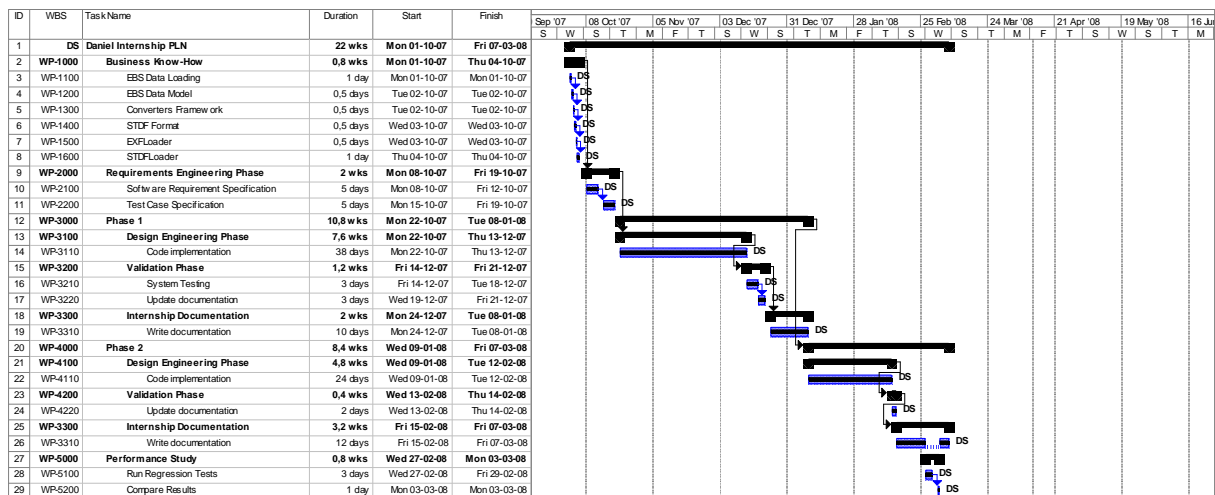 ID WBS Task Name Duration Start Finish Sep '07 08 Oct '07 05 Nov '07 03 Dec '07 31 Dec '07 28 Jan '08 25 Feb '08 24 Mar '08 21 Apr '08 19 May '08 16 Jun
S S W S T M F T S W S T M F T S W S T M F T S W S T M
1 DS Daniel Internship PLN 22 wks Mon 01-10-07 Fri 07-03-08
2 WP-1000 Business Know-How 0,8 wks Mon 01-10-07 Thu 04-10-07
3 WP-1100 EBS Data Loading 1 day Mon 01-10-07 Mon 01-10-07 DS
4 WP-1200 EBS Data Model 0,5 days Tue 02-10-07 Tue 02-10-07 DS
5 WP-1300 Converters Framework 0,5 days Tue 02-10-07 Tue 02-10-07 DS
6 WP-1400 STDF Format 0,5 days Wed 03-10-07 Wed 03-10-07 DS
7 WP-1500 EXFLoader 0,5 days Wed 03-10-07 Wed 03-10-07 DS
8 WP-1600 STDFLoader 1 day Thu 04-10-07 Thu 04-10-07 DS
9 WP-2000 Requirements Engineering Phase 2 wks Mon 08-10-07 Fri 19-10-07
10 WP-2100 Software Requirement Specification 5 days Mon 08-10-07 Fri 12-10-07 DS
11 WP-2200 Test Case Specification 5 days Mon 15-10-07 Fri 19-10-07 DS
12 WP-3000 Phase 1 10,8 wks Mon 22-10-07 Tue 08-01-08
13 WP-3100 Design Engineering Phase 7,6 wks Mon 22-10-07 Thu 13-12-07
14 WP-3110 Code implementation 38 days Mon 22-10-07 Thu 13-12-07 DS
15 WP-3200 Validation Phase 1,2 wks Fri 14-12-07 Fri 21-12-07
16 WP-3210 System Testing 3 days Fri 14-12-07 Tue 18-12-07 DS
17 WP-3220 Update documentation 3 days Wed 19-12-07 Fri 21-12-07 DS
18 WP-3300 Internship Documentation 2 wks Mon 24-12-07 Tue 08-01-08
19 WP-3310 Write documentation 10 days Mon 24-12-07 Tue 08-01-08 DS
20 WP-4000 Phase 2 8,4 wks Wed 09-01-08 Fri 07-03-08
21 WP-4100 Design Engineering Phase 4,8 wks Wed 09-01-08 Tue 12-02-08
22 WP-4110 Code implementation 24 days Wed 09-01-08 Tue 12-02-08 DS
23 WP-4200 Validation Phase 0,4 wks Wed 13-02-08 Thu 14-02-08
24 WP-4220 Update documentation 2 days Wed 13-02-08 Thu 14-02-08 DS
25 WP-3300 Internship Documentation 3,2 wks Fri 15-02-08 Fri 07-03-08
26 WP-3310 Write documentation 12 days Fri 15-02-08 Fri 07-03-08 DS
27 WP-5000 Performance Study 0,8 wks Wed 27-02-08 Mon 03-03-08
28 WP-5100 Run Regression Tests 3 days Wed 27-02-08 Fri 29-02-08 DS
29 WP-5200 Compare Results 1 day Mon 03-03-08 Mon 03-03-08 DS